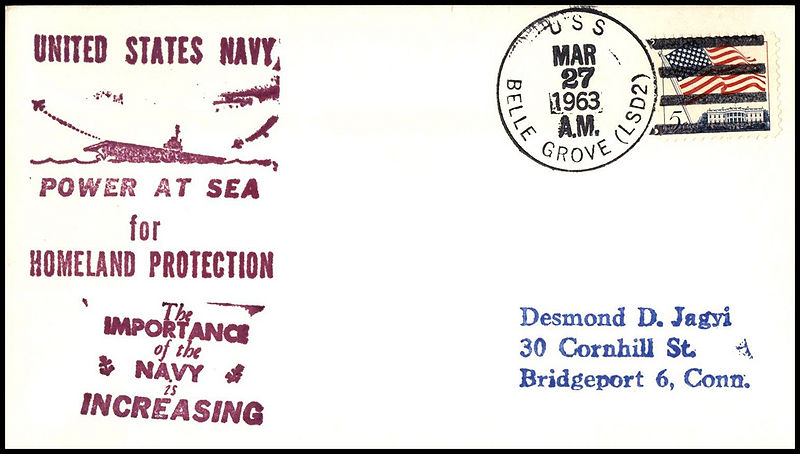 UNITED STATES NAVY
POWER AT SEA
for
HOMELAND PROTECTION
The
IMPORTANCE
of the
NAVY
is
INCREASING
USS
MAR
27
1963
A.M.
BELLE GROVE (LSD2)
5¢
Desmond D. Jagyi
30 Cornhill St.
Bridgeport 6, Conn.